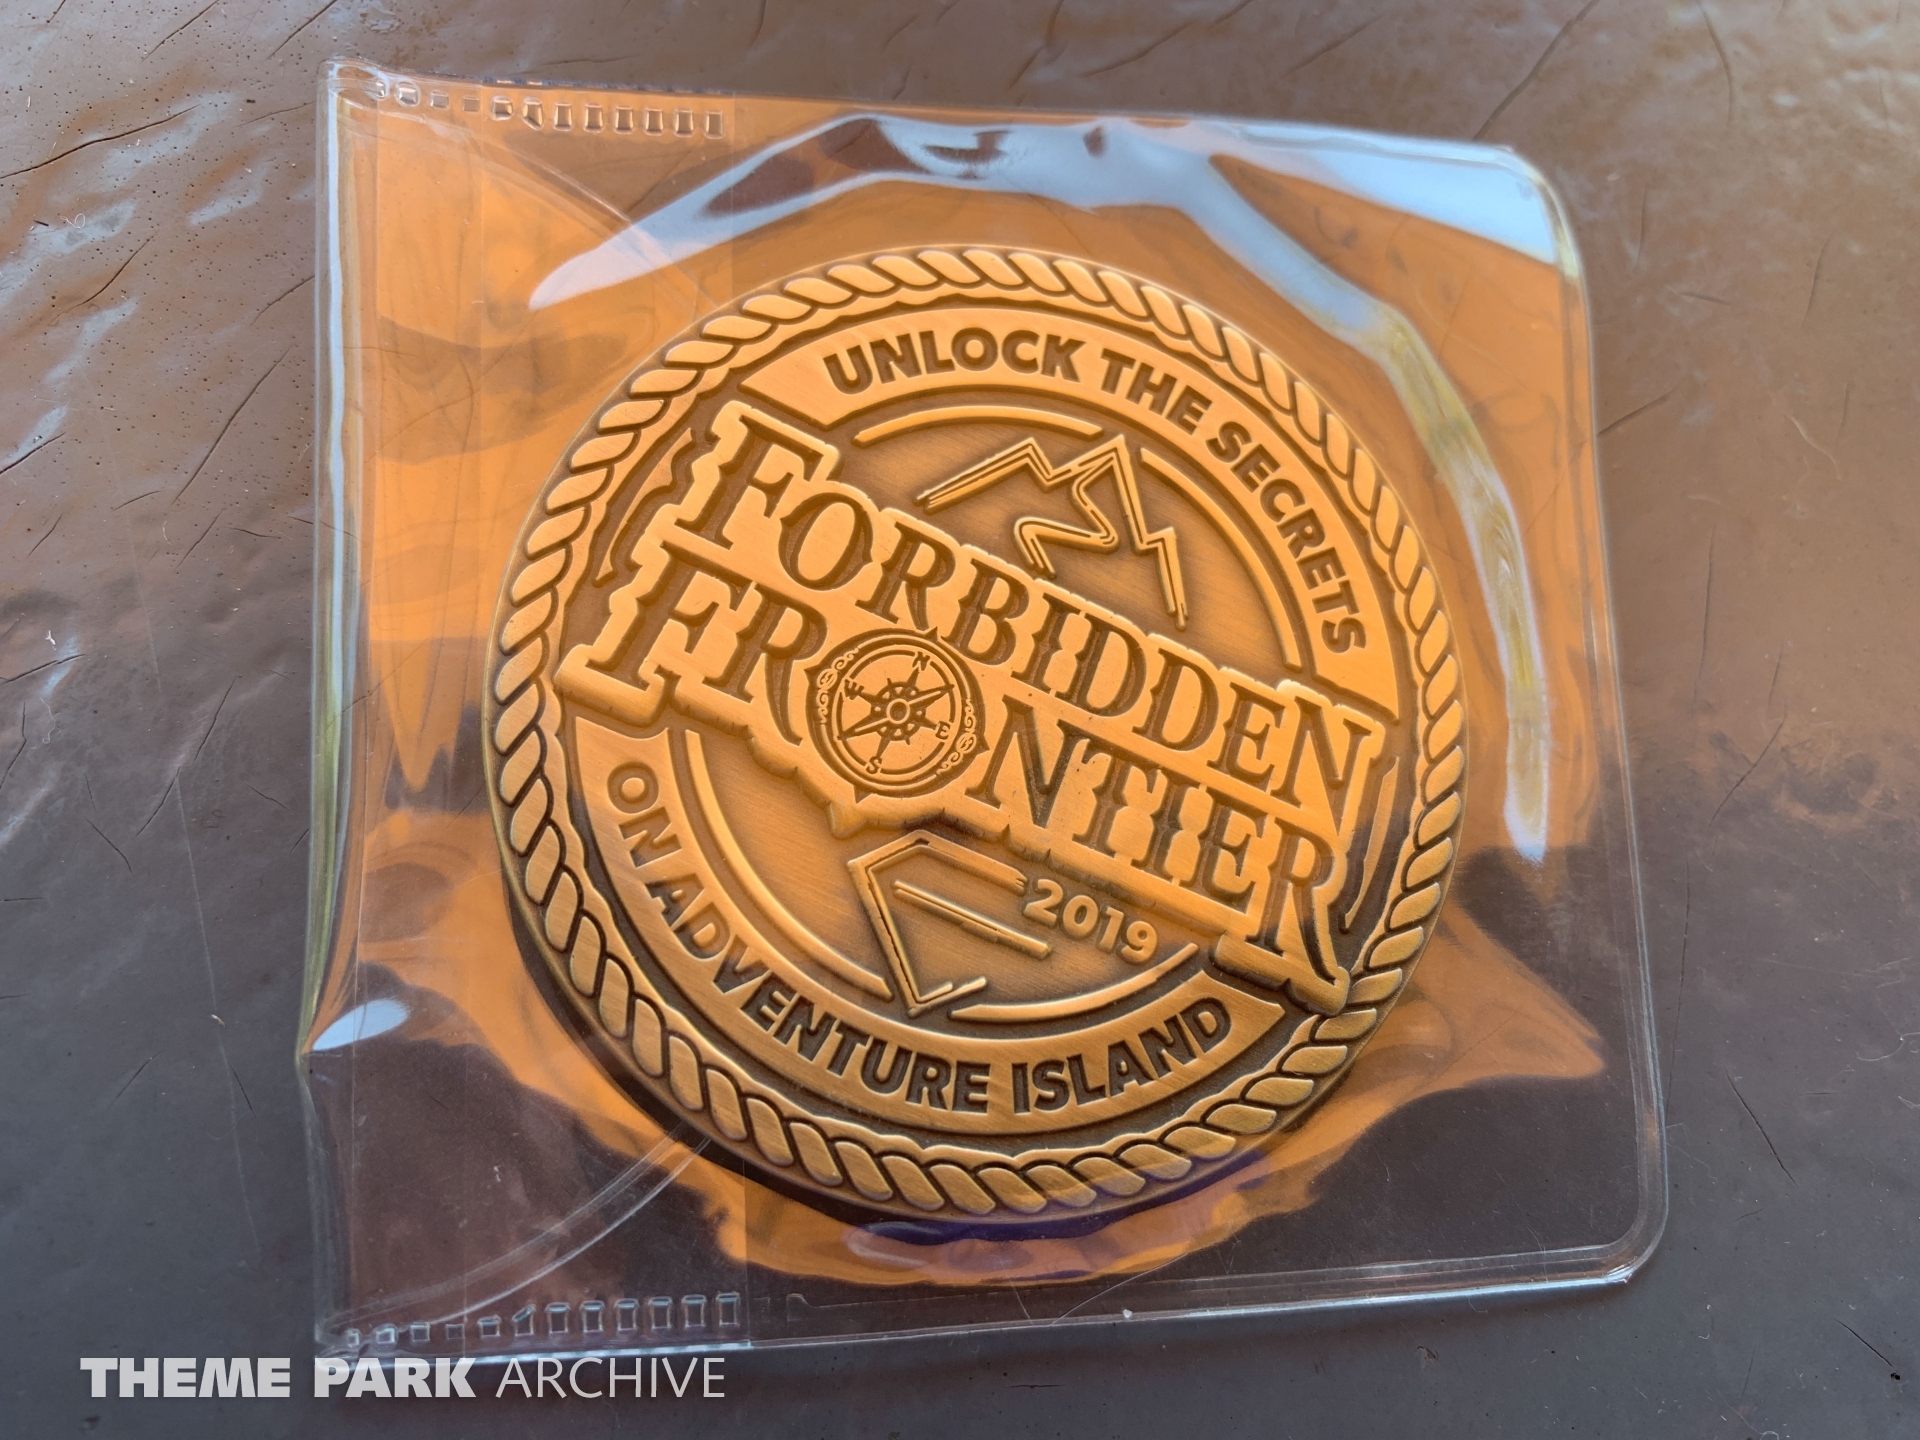 UNLOCK THE SECRETS
FORBIDDEN
FRONTIER
N
W
E
S
2019
ON ADVENTURE ISLAND
THEME PARK ARCHIVE